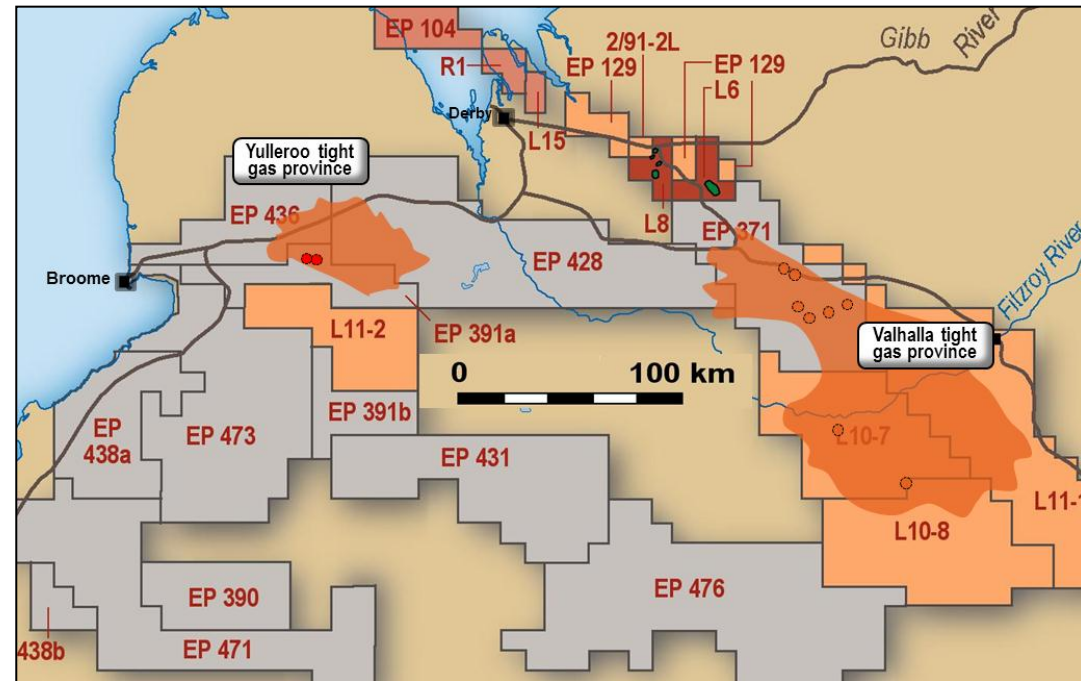 EP 104
2/91-2L
Gibb
River
R1
EP 129
EP 129
L6
Derby
L15
Yulleroo tight
gas province
EP 436
L8
EP 371
Broome
EP 428
Fitzroy River
L11-2
EP 391a
Valhalla tight
gas province
0 100 km
EP 391b
EP
438a
EP 473
EP 431
L10-7
L11-1
L10-8
EP 390
EP 476
438b
EP 471